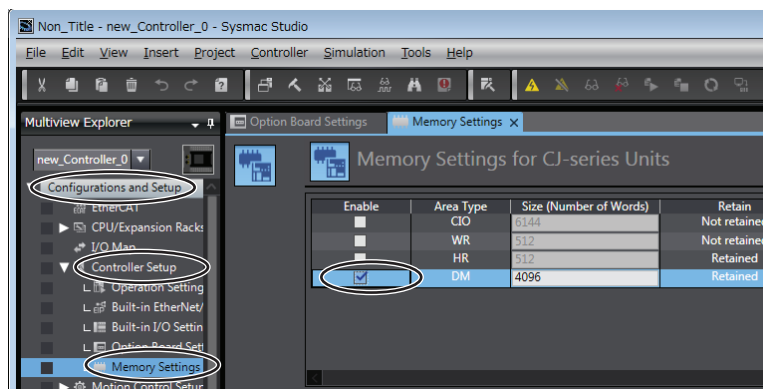 Non_Title - new_Controller_0 - Sysmac Studio
File Edit View Insert Project Controller Simulation Tools Help
Multiview Explorer
Option Board Settings Memory Settings
new_Controller_0
Memory Settings for CJ-series Units
Configurations and Setup
EtherCAT
CPU/Expansion Racks
I/O Map
Controller Setup
Operation Setting
Built-in EtherNet/
Built-in I/O Settin
Option Board Sett
Memory Settings
Motion Control Setup
Enable Area Type Size (Number of Words) Retain
CIO 6144 Not retained
WR 512 Not retained
HR 512 Retained
DM 4096 Retained